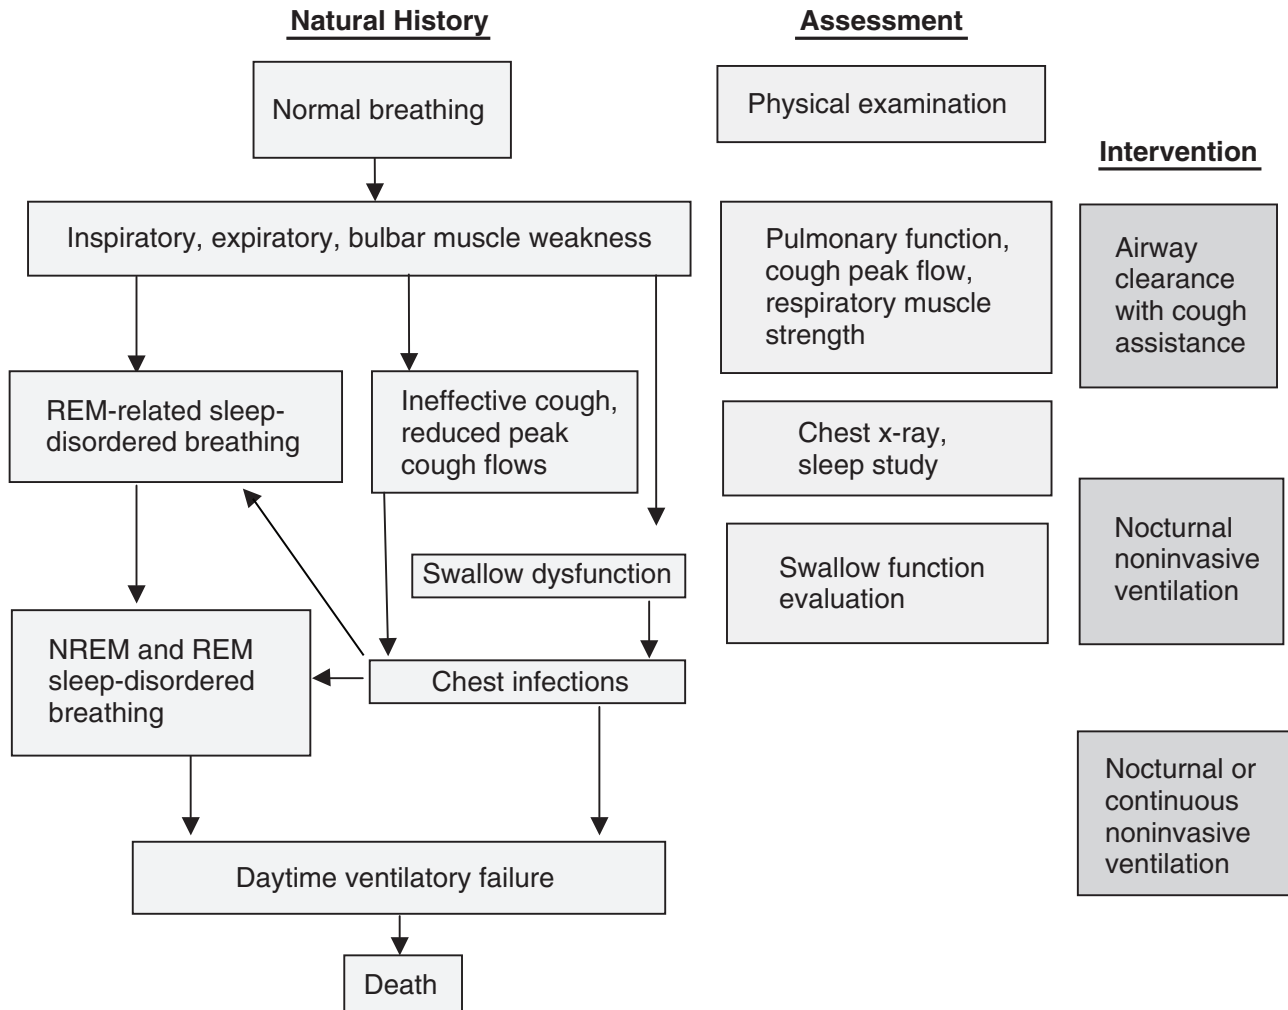 Natural History
Normal breathing
Inspiratory, expiratory, bulbar muscle weakness
REM-related sleep-
disordered breathing
Ineffective cough,
reduced peak
cough flows
Swallow dysfunction
NREM and REM
sleep-disordered
breathing
Chest infections
Daytime ventilatory failure
Death
Assessment
Physical examination
Pulmonary function,
cough peak flow,
respiratory muscle
strength
Chest x-ray,
sleep study
Swallow function
evaluation
Intervention
Airway
clearance
with cough
assistance
Nocturnal
noninvasive
ventilation
Nocturnal or
continuous
noninvasive
ventilation